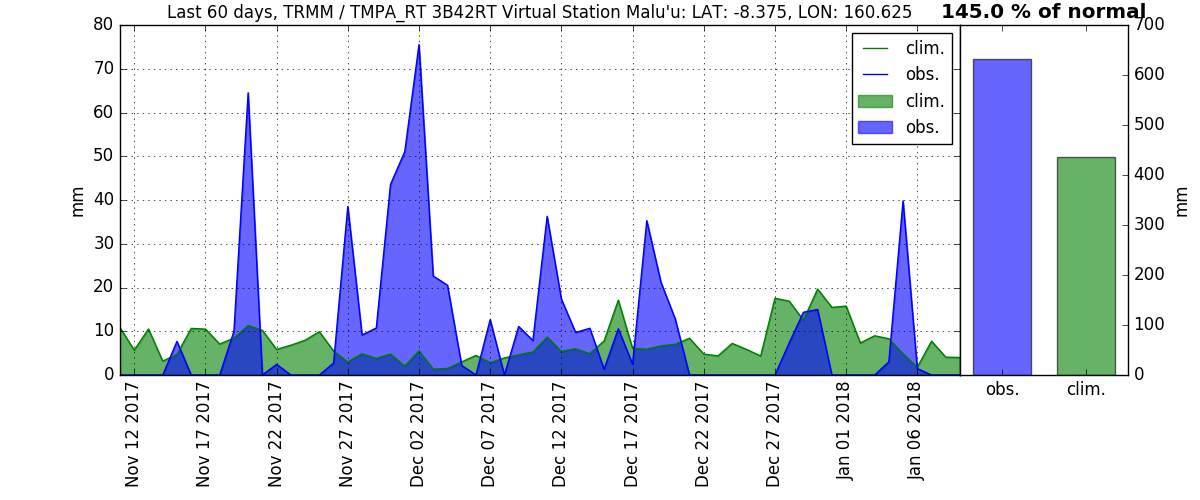 Last 60 days, TRMM / TMPA_RT 3B42RT Virtual Station Malu'u: LAT: -8.375, LON: 160.625
145.0 % of normal
80
70
60
50
40
30
20
10
0
mm
clim.
obs.
clim.
obs.
700
600
500
400
300
200
100
0
mm
Nov 12 2017
Nov 17 2017
Nov 22 2017
Nov 27 2017
Dec 02 2017
Dec 07 2017
Dec 12 2017
Dec 17 2017
Dec 22 2017
Dec 27 2017
Jan 01 2018
Jan 06 2018
obs.
clim.